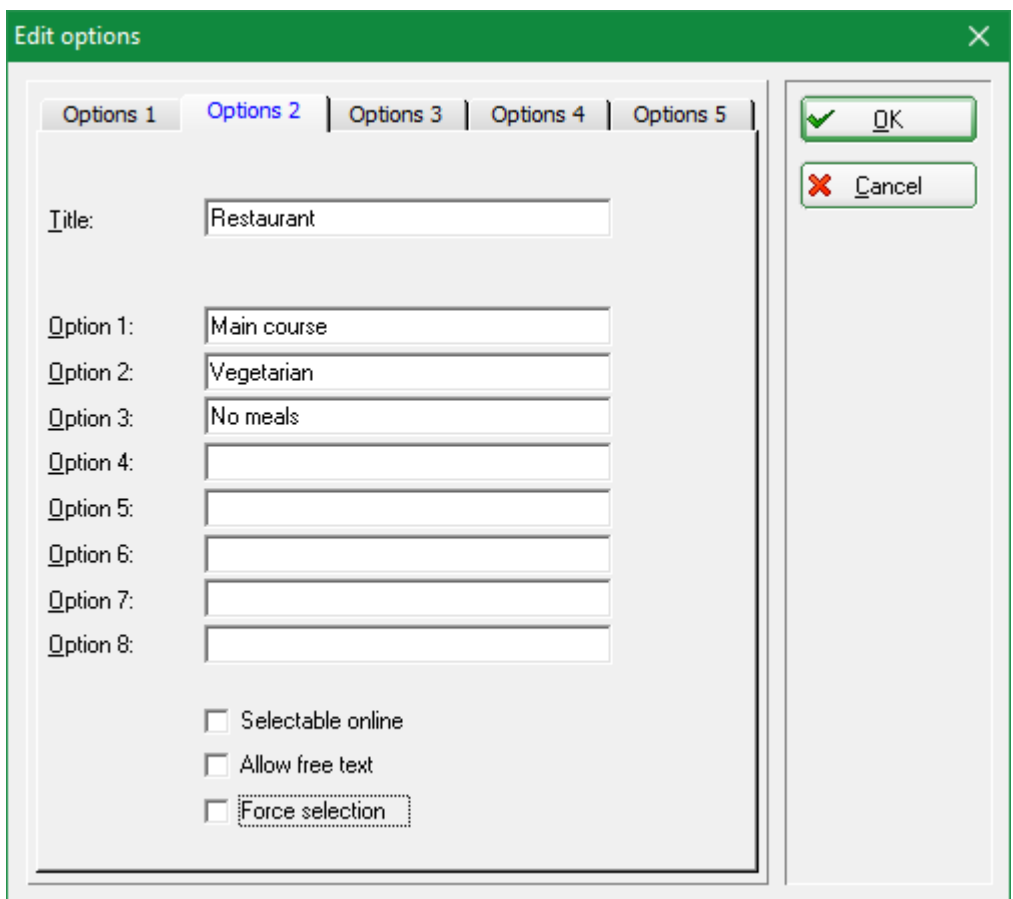 Edit options
Options 1 Options 2 Options 3 Options 4 Options 5
OK
Cancel
Title: Restaurant
Option 1: Main course
Option 2: Vegetarian
Option 3: No meals
Option 4:
Option 5:
Option 6:
Option 7:
Option 8:
Selectable online
Allow free text
Force selection